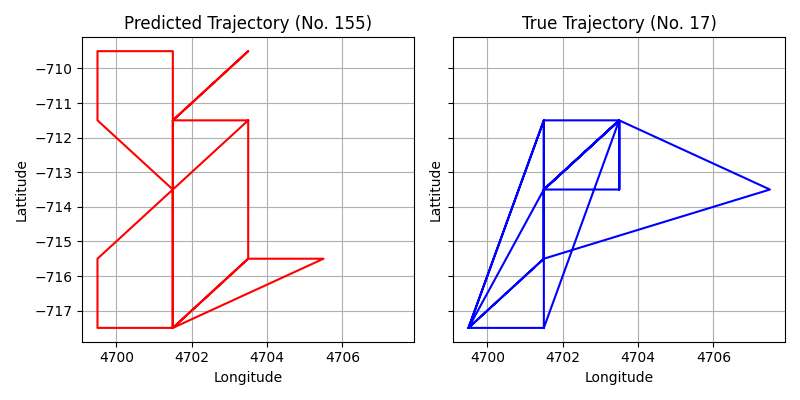 Predicted Trajectory (No. 155)
−710
−711
−712
−713
−714
−715
−716
−717
Lattitude
4700 4702 4704 4706
Longitude
True Trajectory (No. 17)
Lattitude
4700 4702 4704 4706
Longitude